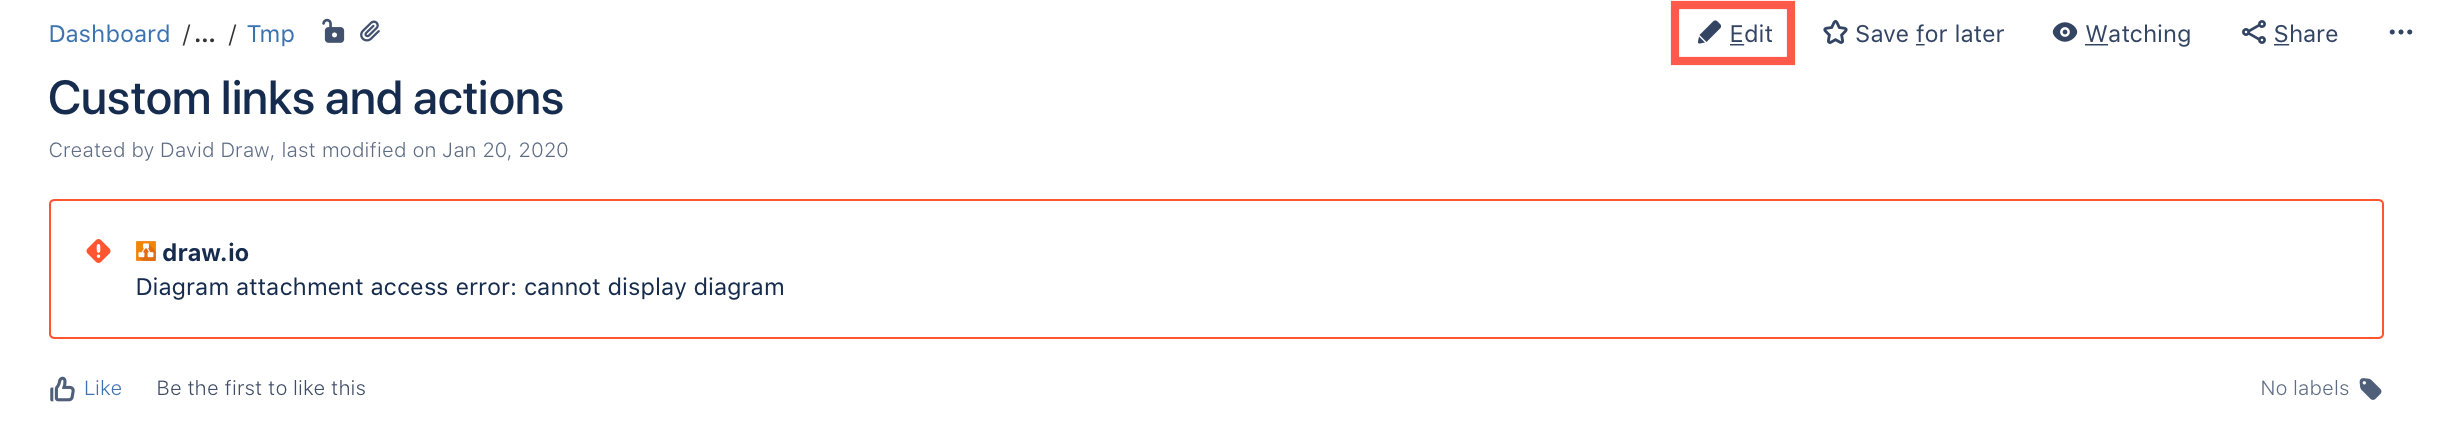 Dashboard /... / Tmp Edit Save for later Watching Share ...
Custom links and actions
Created by David Draw, last modified on Jan 20, 2020
draw.io
Diagram attachment access error: cannot display diagram
Like Be the first to like this No labels